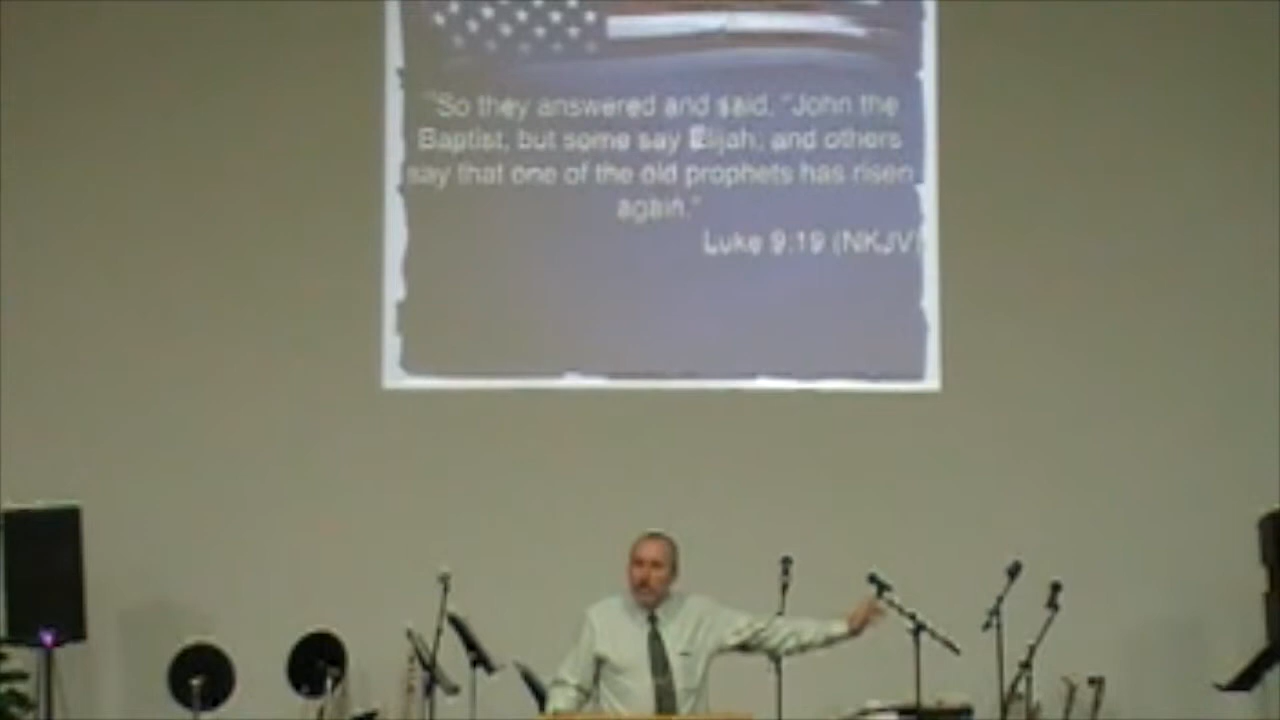 "So they answered and said, "John the
Baptist, but some say Elijah; and others
say that one of the old prophets has risen
again."
Luke 9:19 (NKJV)